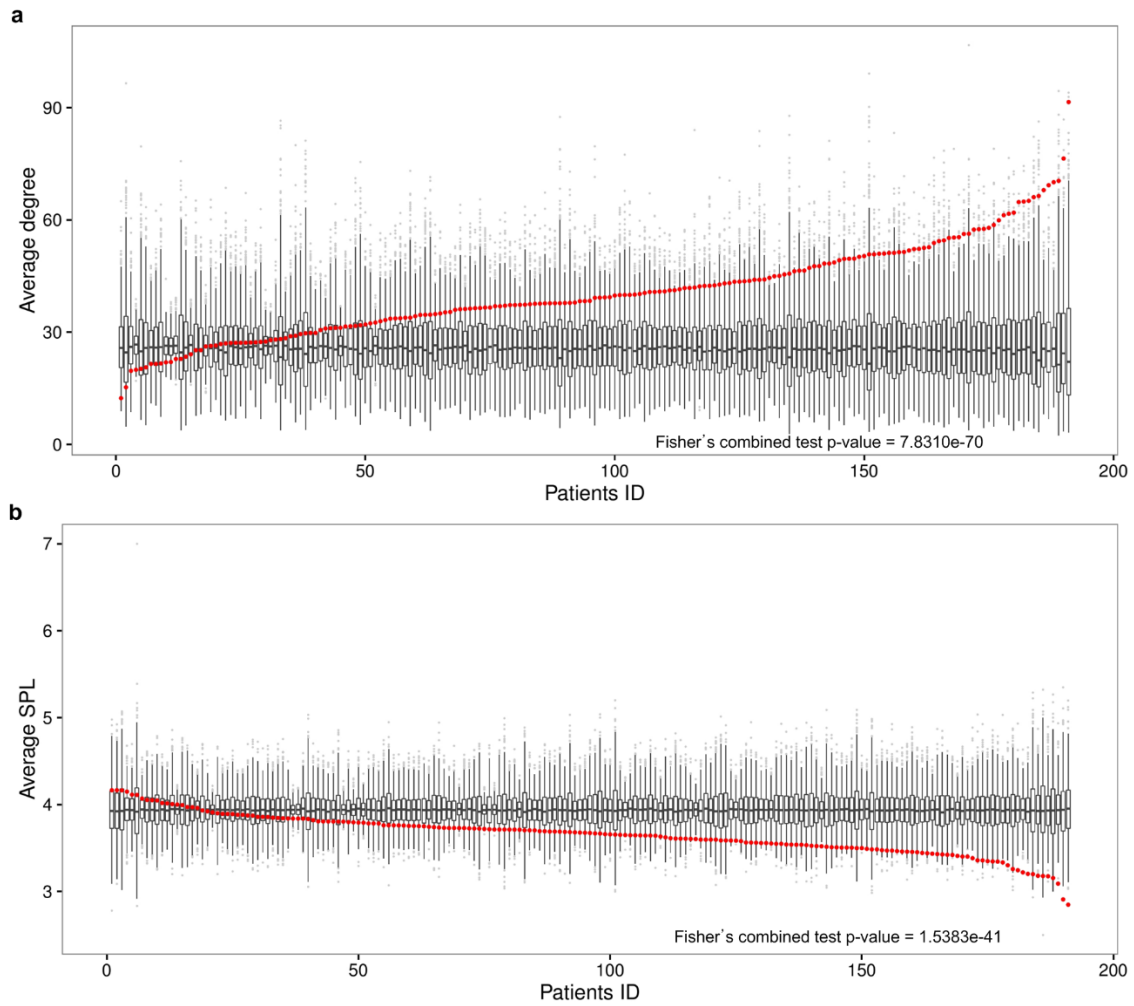 a
Average degree
90
60
30
0
Fisher's combined test p-value = 7.8310e-70
0
50
100
150
200
Patients ID
b
Average SPL
7
6
5
4
3
Fisher's combined test p-value = 1.5383e-41
0
50
100
150
200
Patients ID